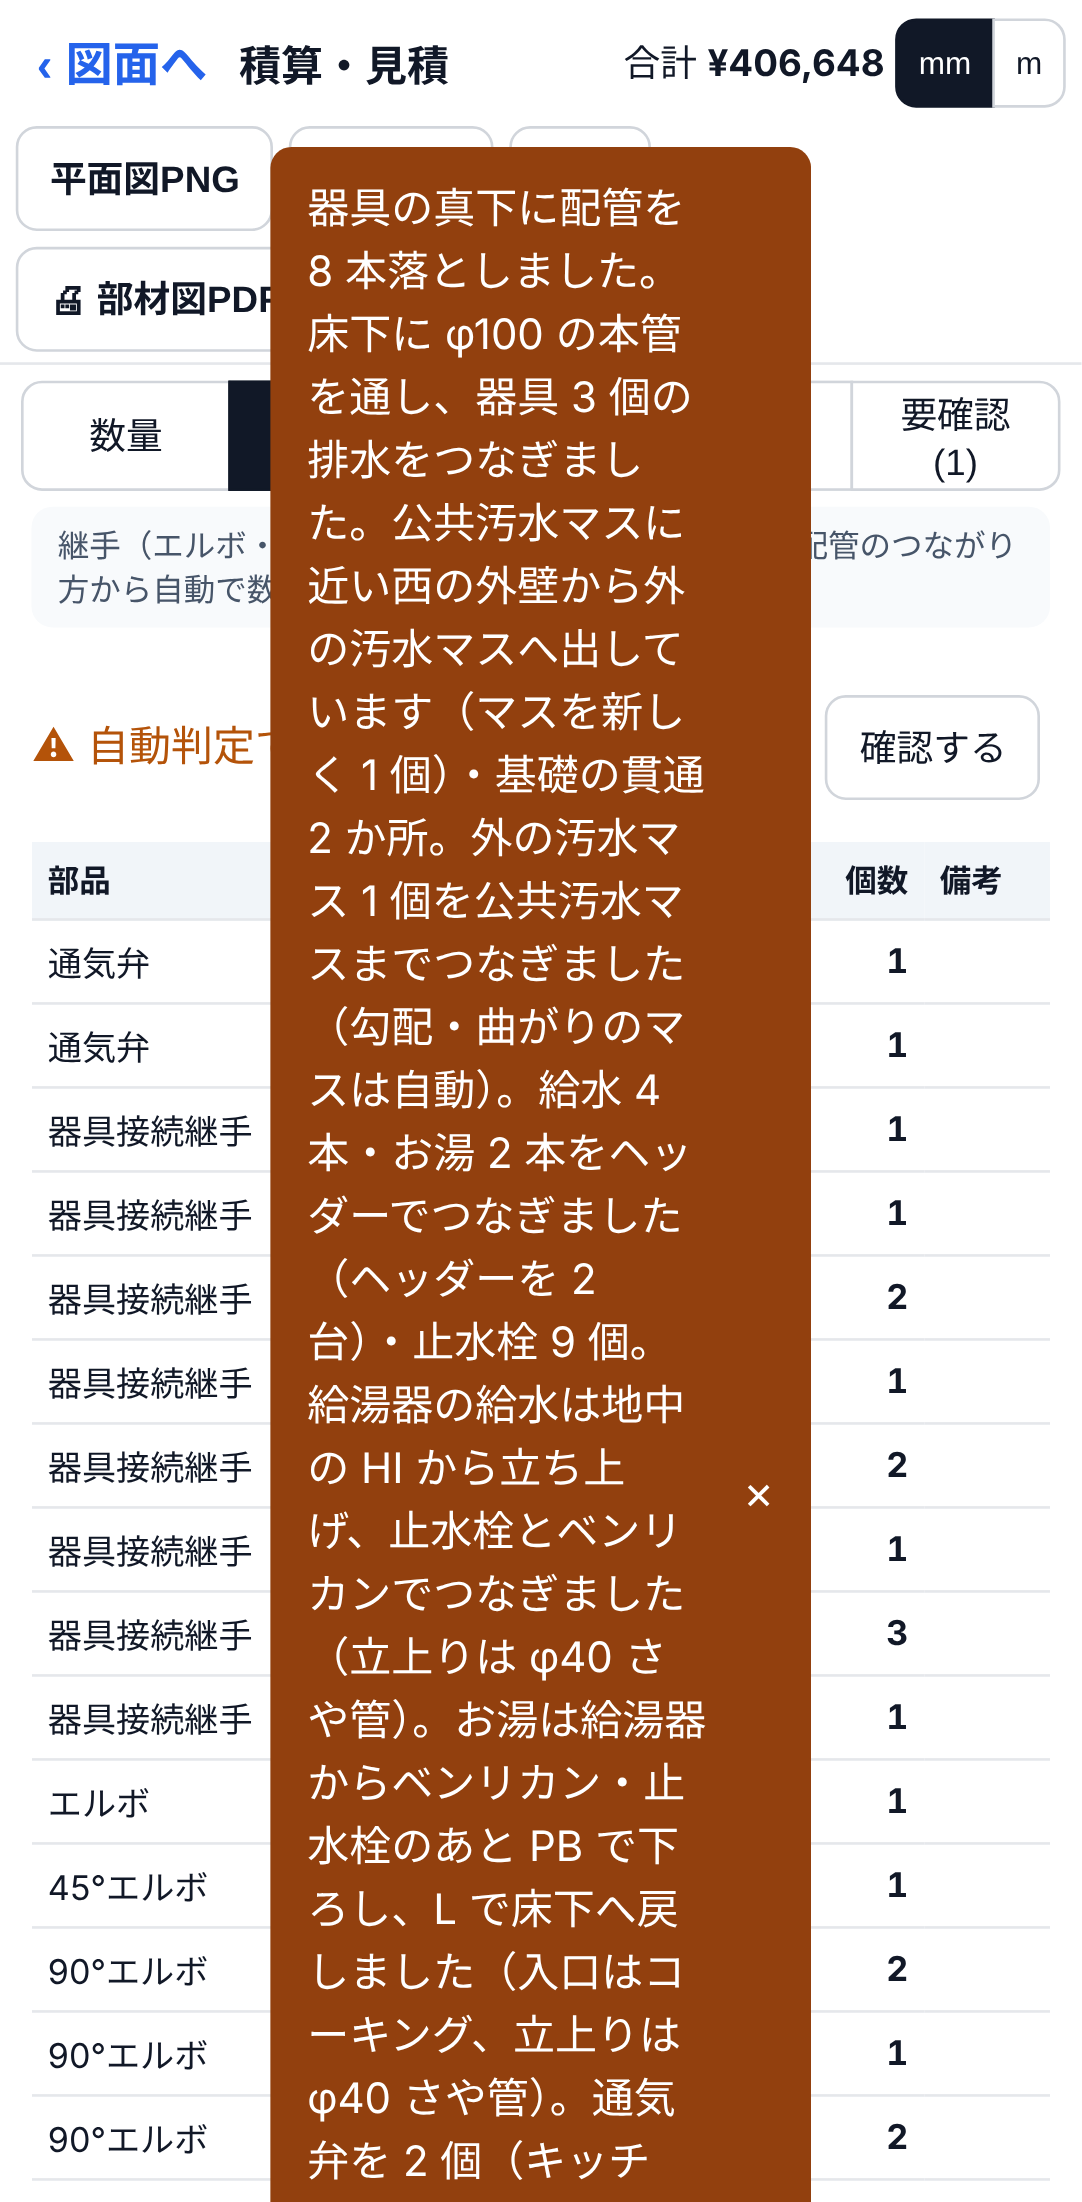 ‹ 図面へ 積算・見積 合計 ¥406,648 mm m
平面図PNG
部材図PDF
数量
要確認
(1)
継手（エルボ・
配管のつながり
方から自動で数
自動判定
確認する
部品 個数 備考
通気弁 1
通気弁 1
器具接続継手 1
器具接続継手 1
器具接続継手 2
器具接続継手 1
器具接続継手 2
器具接続継手 1
器具接続継手 3
器具接続継手 1
エルボ 1
45°エルボ 1
90°エルボ 2
90°エルボ 1
90°エルボ 2
器具の真下に配管を
8 本落としました。
床下に φ100 の本管
を通し、器具 3 個の
排水をつなぎまし
た。公共汚水マスに
近い西の外壁から外
の汚水マスへ出して
います（マスを新し
く 1 個）・基礎の貫通
2 か所。外の汚水マ
ス 1 個を公共汚水マ
スまでつなぎました
（勾配・曲がりのマ
スは自動）。給水 4
本・お湯 2 本をヘッ
ダーでつなぎました
（ヘッダーを 2
台）・止水栓 9 個。
給湯器の給水は地中
の HI から立ち上
げ、止水栓とベンリ
カンでつなぎました
（立上りは φ40 さ
や管）。お湯は給湯器
からベンリカン・止
水栓のあと PB で下
ろし、L で床下へ戻
しました（入口はコ
ーキング、立上りは
φ40 さや管）。通気
弁を 2 個（キッチ
×